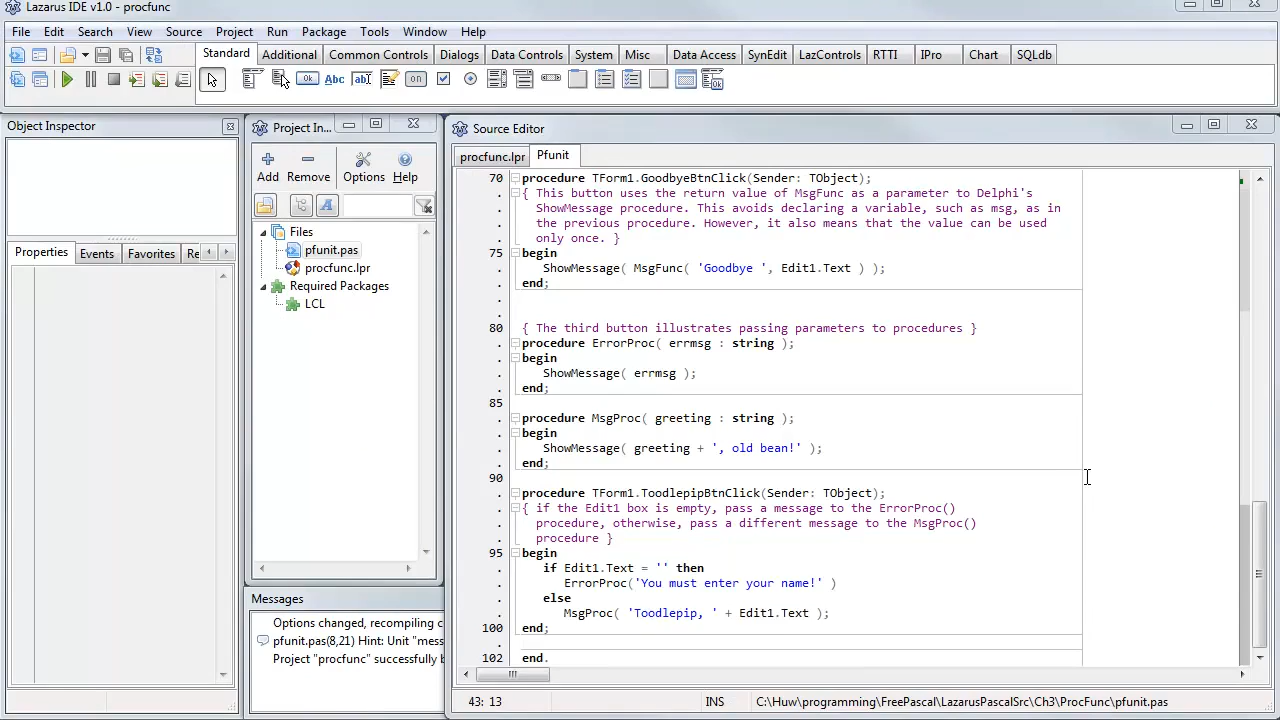 Lazarus IDE v1.0 - procfunc
File Edit Search View Source Project Run Package Tools Window Help
Standard Additional Common Controls Dialogs Data Controls System Misc Data Access SynEdit LazControls RTTI IPro Chart SQLdb
Ok Abc ab on
Object Inspector
Properties Events Favorites Re
Project In...
Add Remove Options Help
Files
pfunit.pas
procfunc.lpr
Required Packages
LCL
Messages
Options changed, recompiling c
pfunit.pas(8,21) Hint: Unit "mess
Project "procfunc" successfully b
Source Editor
procfunc.lpr Pfunit
70 procedure TForm1.GoodbyeBtnClick(Sender: TObject);
. { This button uses the return value of MsgFunc as a parameter to Delphi's
. ShowMessage procedure. This avoids declaring a variable, such as msg, as in
. the previous procedure. However, it also means that the value can be used
. only once. }
75 begin
. ShowMessage( MsgFunc( 'Goodbye ', Edit1.Text ) );
. end;
.
.
80 { The third button illustrates passing parameters to procedures }
. procedure ErrorProc( errmsg : string );
. begin
. ShowMessage( errmsg );
. end;
85
. procedure MsgProc( greeting : string );
. begin
. ShowMessage( greeting + ', old bean!' );
. end;
90
. procedure TForm1.ToodlepipBtnClick(Sender: TObject);
. { if the Edit1 box is empty, pass a message to the ErrorProc()
. procedure, otherwise, pass a different message to the MsgProc()
. procedure }
95 begin
. if Edit1.Text = '' then
. ErrorProc('You must enter your name!' )
. else
. MsgProc( 'Toodlepip, ' + Edit1.Text );
100 end;
.
102 end.
43: 13 INS C:\Huw\programming\FreePascal\LazarusPascalSrc\Ch3\ProcFunc\pfunit.pas